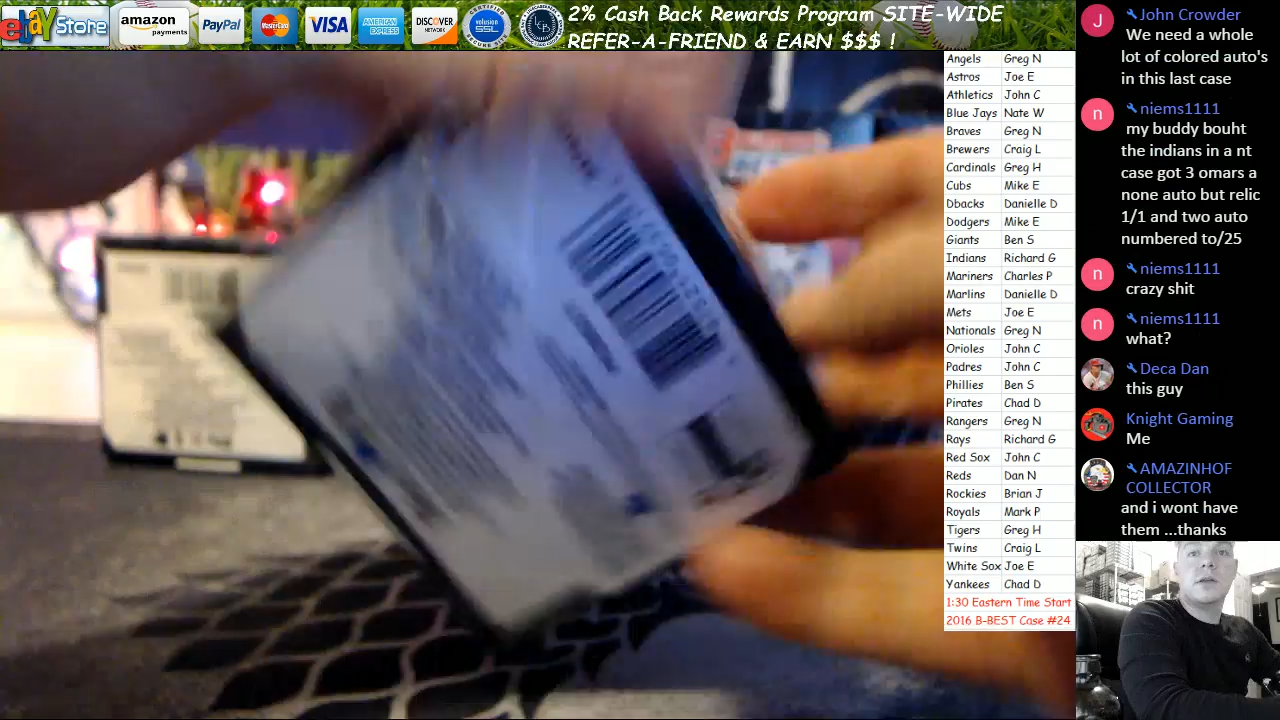 ebay Store
amazon payments
PayPal
MasterCard
VISA
AMERICAN EXPRESS
DISCOVER NETWORK
2% Cash Back Rewards Program SITE-WIDE
REFER-A-FRIEND & EARN $$$ !
Angels Greg N
Astros Joe E
Athletics John C
Blue Jays Nate W
Braves Greg N
Brewers Craig L
Cardinals Greg H
Cubs Mike E
Dbacks Danielle D
Dodgers Mike E
Giants Ben S
Indians Richard G
Mariners Charles P
Marlins Danielle D
Mets Joe E
Nationals Greg N
Orioles John C
Padres John C
Phillies Ben S
Pirates Chad D
Rangers Greg N
Rays Richard G
Red Sox John C
Reds Dan N
Rockies Brian J
Royals Mark P
Tigers Greg H
Twins Craig L
White Sox Joe E
Yankees Chad D
1:30 Eastern Time Start
2016 B-BEST Case #24
J
John Crowder
We need a whole
lot of colored auto's
in this last case
n
niems1111
my buddy bouht
the indians in a nt
case got 3 omars a
none auto but relic
1/1 and two auto
numbered to/25
n
niems1111
crazy shit
n
niems1111
what?
Deca Dan
this guy
Knight Gaming
Me
AMAZINHOF
COLLECTOR
and i wont have
them ...thanks